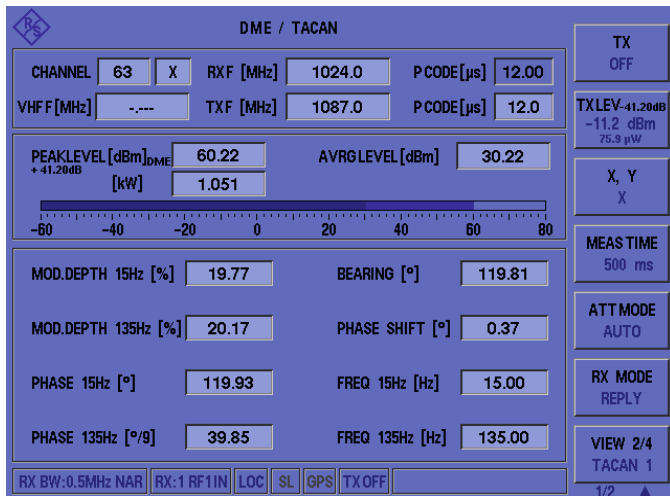 R&S
DME / TACAN
CHANNEL 63 X RXF [MHz] 1024.0 P CODE[µs] 12.00
VHF F[MHz] -.--- TXF [MHz] 1087.0 P CODE[µs] 12.0
PEAKLEVEL [dBm]DME 60.22 AVRG LEVEL [dBm] 30.22
+ 41.20dB
[kW] 1.051
-60 -40 -20 0 20 40 60 80
MOD.DEPTH 15Hz [%] 19.77 BEARING [°] 119.81
MOD.DEPTH 135Hz [%] 20.17 PHASE SHIFT [°] 0.37
PHASE 15Hz [°] 119.93 FREQ 15Hz [Hz] 15.00
PHASE 135Hz [°/9] 39.85 FREQ 135Hz [Hz] 135.00
RX BW:0.5MHz NAR RX:1 RF1IN LOC SL GPS TX OFF
TX
OFF
TX LEV-41.20dB
-11.2 dBm
75.9 µW
X, Y
X
MEAS TIME
500 ms
ATT MODE
AUTO
RX MODE
REPLY
VIEW 2/4
TACAN 1
1/2